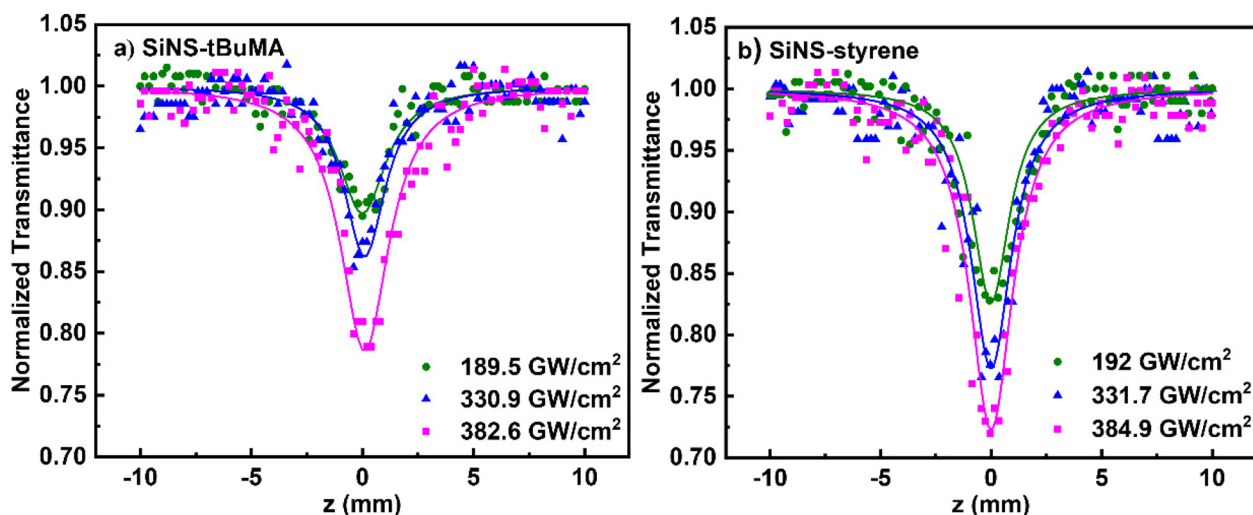 a) SiNS-tBuMA
Normalized Transmittance
1.05
1.00
0.95
0.90
0.85
0.80
0.75
0.70
189.5 GW/cm²
330.9 GW/cm²
382.6 GW/cm²
-10 -5 0 5 10
z (mm)
b) SiNS-styrene
Normalized Transmittance
1.05
1.00
0.95
0.90
0.85
0.80
0.75
0.70
192 GW/cm²
331.7 GW/cm²
384.9 GW/cm²
-10 -5 0 5 10
z (mm)